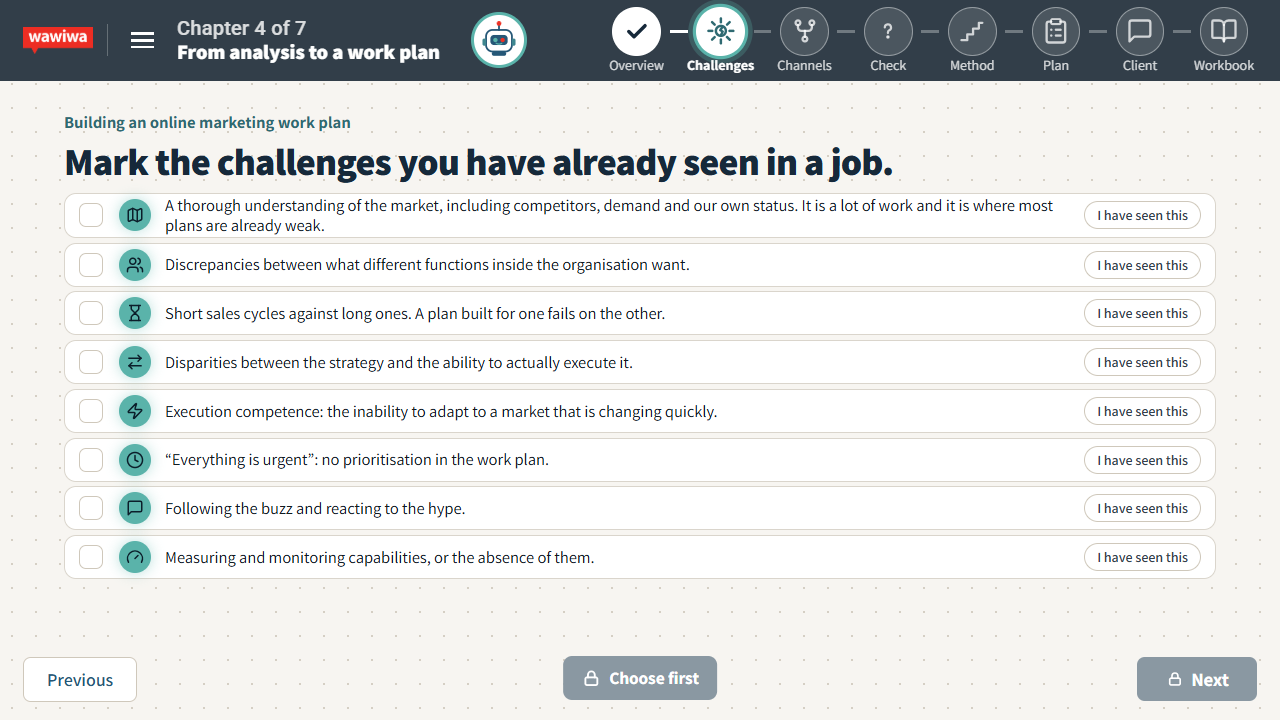 wawiwa
Chapter 4 of 7
From analysis to a work plan
Overview
Challenges
Channels
?
Check
Method
Plan
Client
Workbook
Building an online marketing work plan
Mark the challenges you have already seen in a job.
A thorough understanding of the market, including competitors, demand and our own status. It is a lot of work and it is where most
plans are already weak.
I have seen this
Discrepancies between what different functions inside the organisation want.
I have seen this
Short sales cycles against long ones. A plan built for one fails on the other.
I have seen this
Disparities between the strategy and the ability to actually execute it.
I have seen this
Execution competence: the inability to adapt to a market that is changing quickly.
I have seen this
“Everything is urgent”: no prioritisation in the work plan.
I have seen this
Following the buzz and reacting to the hype.
I have seen this
Measuring and monitoring capabilities, or the absence of them.
I have seen this
Previous
Choose first
Next